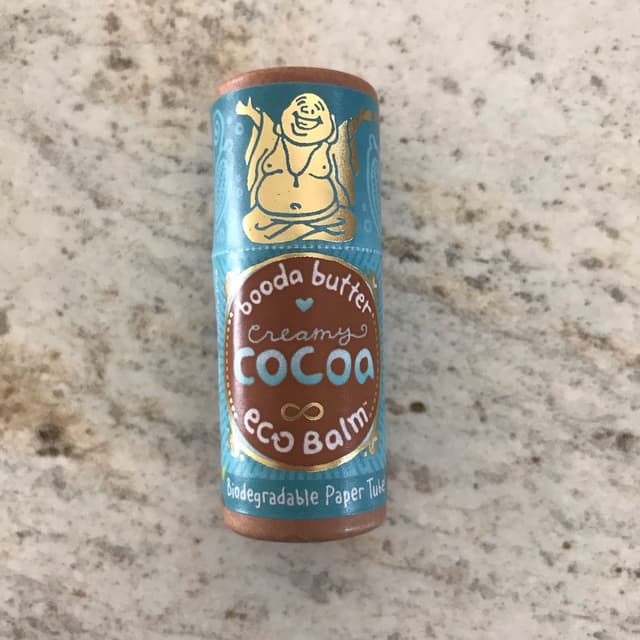 booda butter
creamy
cocoa
eco Balm
Biodegradable Paper Tube